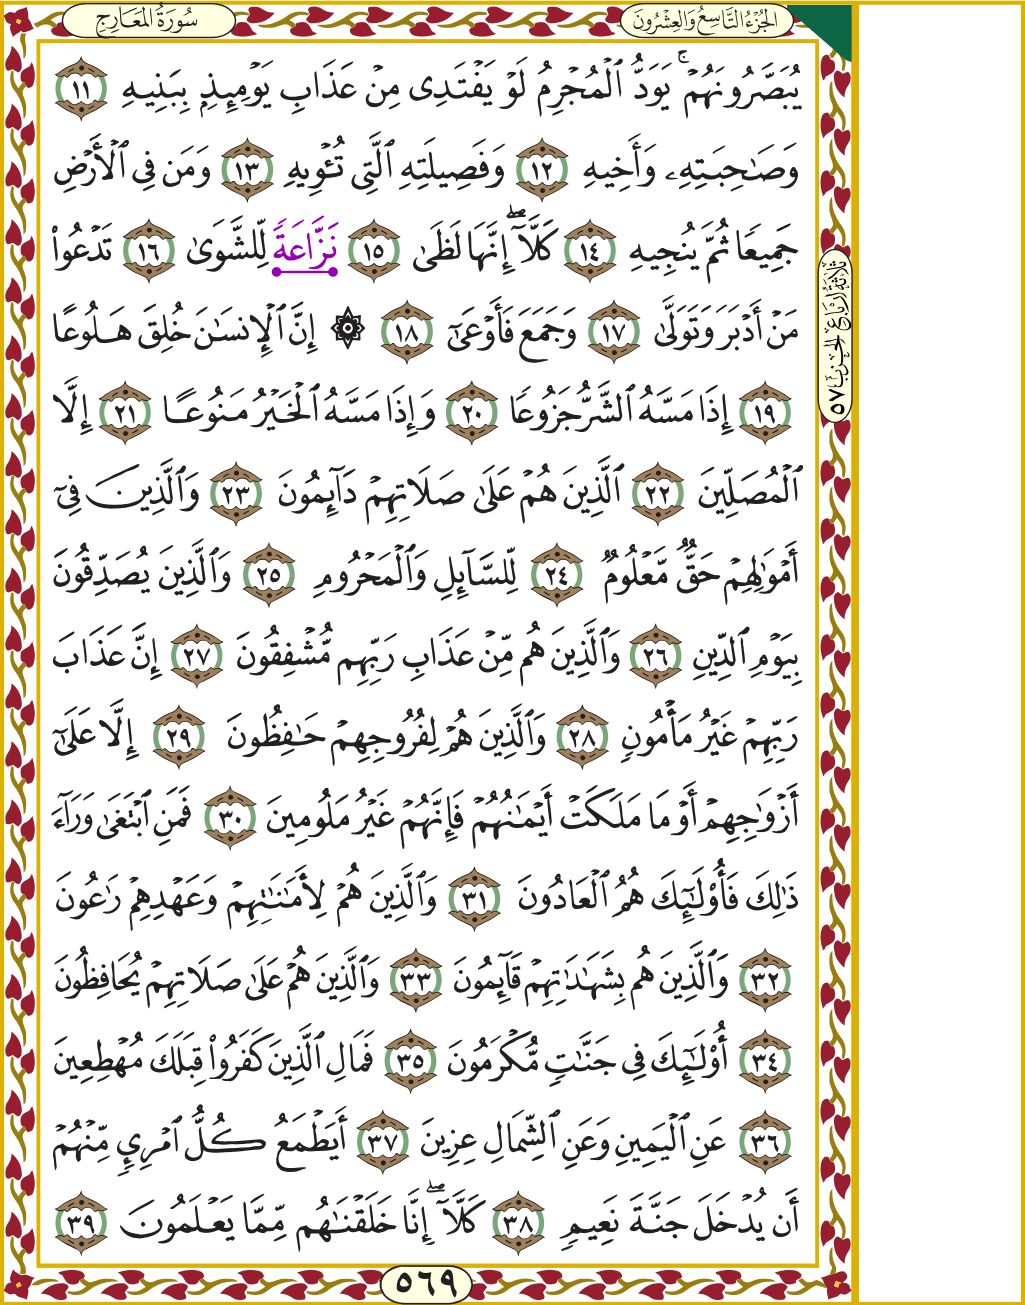 سُورَةُ المَعَارِجِ
الجُزْءُ التَّاسِعُ وَالعِشْرُونَ
يُبَصَّرُونَهُمۡۚ يَوَدُّ ٱلۡمُجۡرِمُ لَوۡ يَفۡتَدِى مِنۡ عَذَابِ يَوۡمِئِذِۭ بِبَنِيهِ ١١
وَصَٰحِبَتِهِۦ وَأَخِيهِ ١٢ وَفَصِيلَتِهِ ٱلَّتِى تُـٔۡوِيهِ ١٣ وَمَن فِى ٱلۡأَرۡضِ
جَمِيعٗا ثُمَّ يُنجِيهِ ١٤ كَلَّآۖ إِنَّهَا لَظَىٰ ١٥ نَزَّاعَةٗ لِّلشَّوَىٰ ١٦ تَدۡعُواْ
مَنۡ أَدۡبَرَ وَتَوَلَّىٰ ١٧ وَجَمَعَ فَأَوۡعَىٰٓ ١٨ ۞ إِنَّ ٱلۡإِنسَٰنَ خُلِقَ هَلُوعًا
١٩ إِذَا مَسَّهُ ٱلشَّرُّ جَزُوعٗا ٢٠ وَإِذَا مَسَّهُ ٱلۡخَيۡرُ مَنُوعًا ٢١ إِلَّا
ٱلۡمُصَلِّينَ ٢٢ ٱلَّذِينَ هُمۡ عَلَىٰ صَلَاتِهِمۡ دَآئِمُونَ ٢٣ وَٱلَّذِينَ فِىٓ
أَمۡوَٰلِهِمۡ حَقّٞ مَّعۡلُومٞ ٢٤ لِّلسَّآئِلِ وَٱلۡمَحۡرُومِ ٢٥ وَٱلَّذِينَ يُصَدِّقُونَ
بِيَوۡمِ ٱلدِّينِ ٢٦ وَٱلَّذِينَ هُم مِّنۡ عَذَابِ رَبِّهِم مُّشۡفِقُونَ ٢٧ إِنَّ عَذَابَ
رَبِّهِمۡ غَيۡرُ مَأۡمُونٖ ٢٨ وَٱلَّذِينَ هُمۡ لِفُرُوجِهِمۡ حَٰفِظُونَ ٢٩ إِلَّا عَلَىٰٓ
أَزۡوَٰجِهِمۡ أَوۡ مَا مَلَكَتۡ أَيۡمَٰنُهُمۡ فَإِنَّهُمۡ غَيۡرُ مَلُومِينَ ٣٠ فَمَنِ ٱبۡتَغَىٰ وَرَآءَ
ذَٰلِكَ فَأُوْلَٰٓئِكَ هُمُ ٱلۡعَادُونَ ٣١ وَٱلَّذِينَ هُمۡ لِأَمَٰنَٰتِهِمۡ وَعَهۡدِهِمۡ رَٰعُونَ
٣٢ وَٱلَّذِينَ هُم بِشَهَٰدَٰتِهِمۡ قَآئِمُونَ ٣٣ وَٱلَّذِينَ هُمۡ عَلَىٰ صَلَاتِهِمۡ يُحَافِظُونَ
٣٤ أُوْلَٰٓئِكَ فِى جَنَّٰتٖ مُّكۡرَمُونَ ٣٥ فَمَالِ ٱلَّذِينَ كَفَرُواْ قِبَلَكَ مُهۡطِعِينَ
٣٦ عَنِ ٱلۡيَمِينِ وَعَنِ ٱلشِّمَالِ عِزِينَ ٣٧ أَيَطۡمَعُ كُلُّ ٱمۡرِىٕٖ مِّنۡهُمۡ
أَن يُدۡخَلَ جَنَّةَ نَعِيمٖ ٣٨ كَلَّآۖ إِنَّا خَلَقۡنَٰهُم مِّمَّا يَعۡلَمُونَ ٣٩
ثَلَاثَةُ أَرْبَاعِ الحِزْبِ ٥٧
٥٦٩